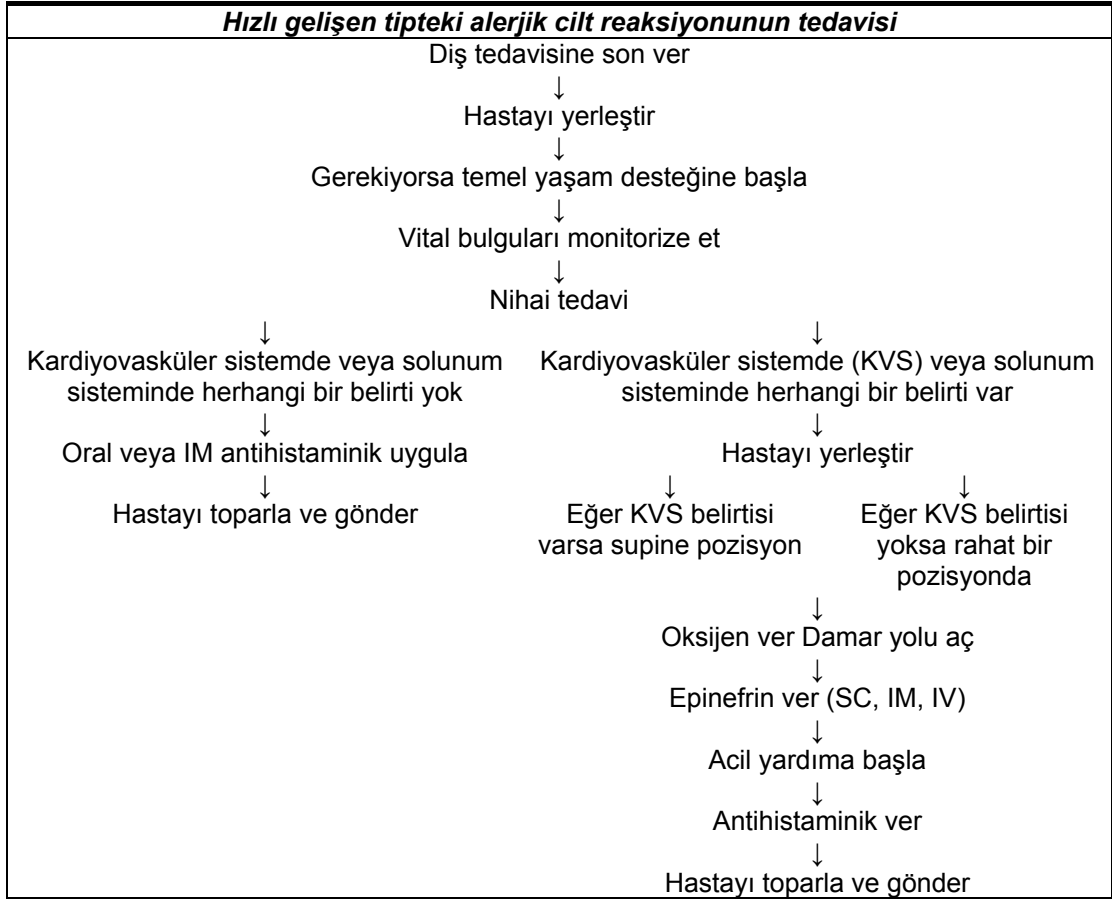 Hızlı gelişen tipteki alerjik cilt reaksiyonunun tedavisi
Diş tedavisine son ver
↓
Hastayı yerleştir
↓
Gerekiyorsa temel yaşam desteğine başla
↓
Vital bulguları monitorize et
↓
Nihai tedavi
↓
Kardiyovasküler sistemde veya solunum
sisteminde herhangi bir belirti yok
↓
Oral veya IM antihistaminik uygula
↓
Hastayı toparla ve gönder
↓
Kardiyovasküler sistemde (KVS) veya solunum
sisteminde herhangi bir belirti var
↓
Hastayı yerleştir
↓
Eğer KVS belirtisi
varsa supine pozisyon
↓
Eğer KVS belirtisi
yoksa rahat bir
pozisyonda
↓
Oksijen ver Damar yolu aç
↓
Epinefrin ver (SC, IM, IV)
↓
Acil yardıma başla
↓
Antihistaminik ver
↓
Hastayı toparla ve gönder